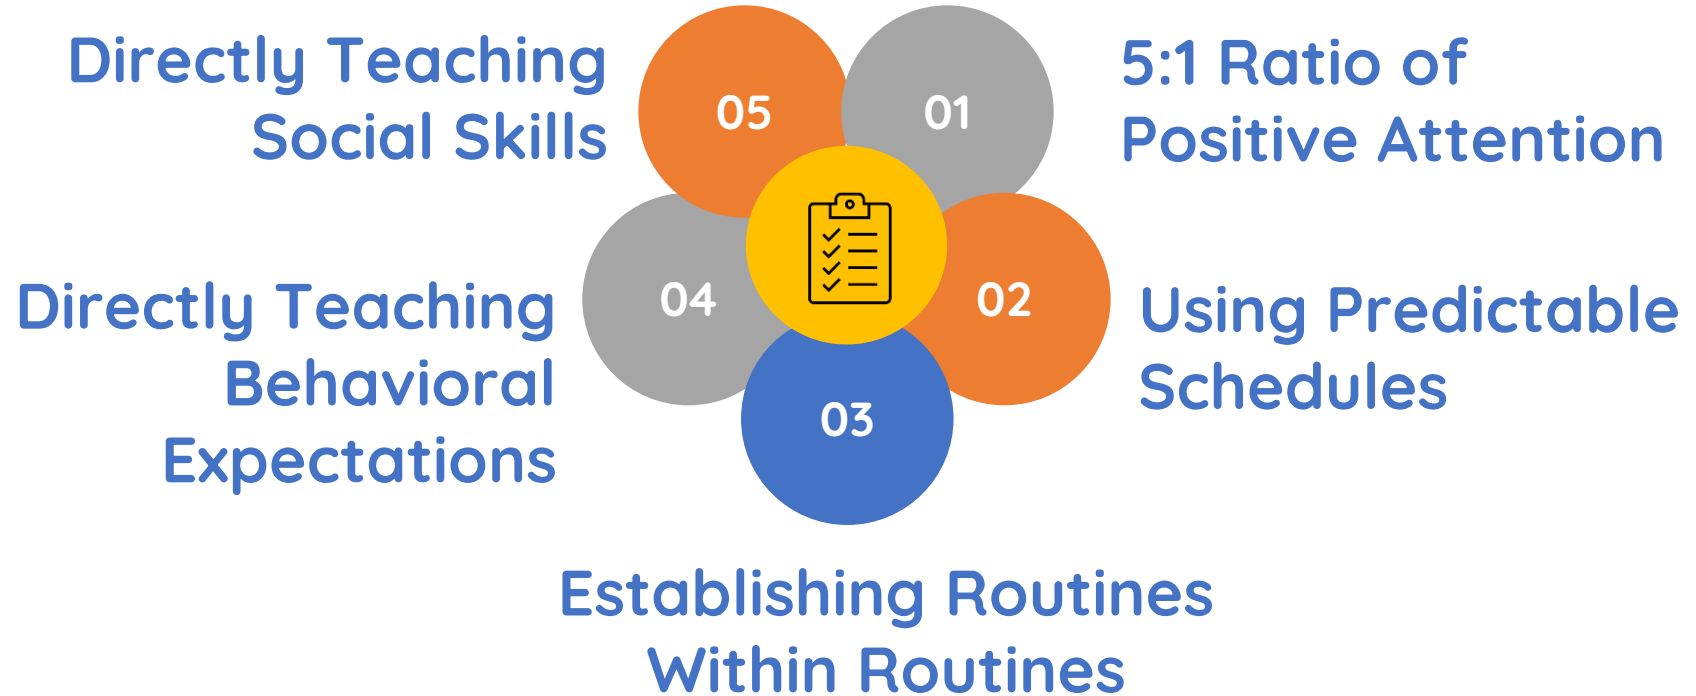 01
5:1 Ratio of
Positive Attention
02
Using Predictable
Schedules
03
Establishing Routines
Within Routines
04
Directly Teaching
Behavioral
Expectations
05
Directly Teaching
Social Skills